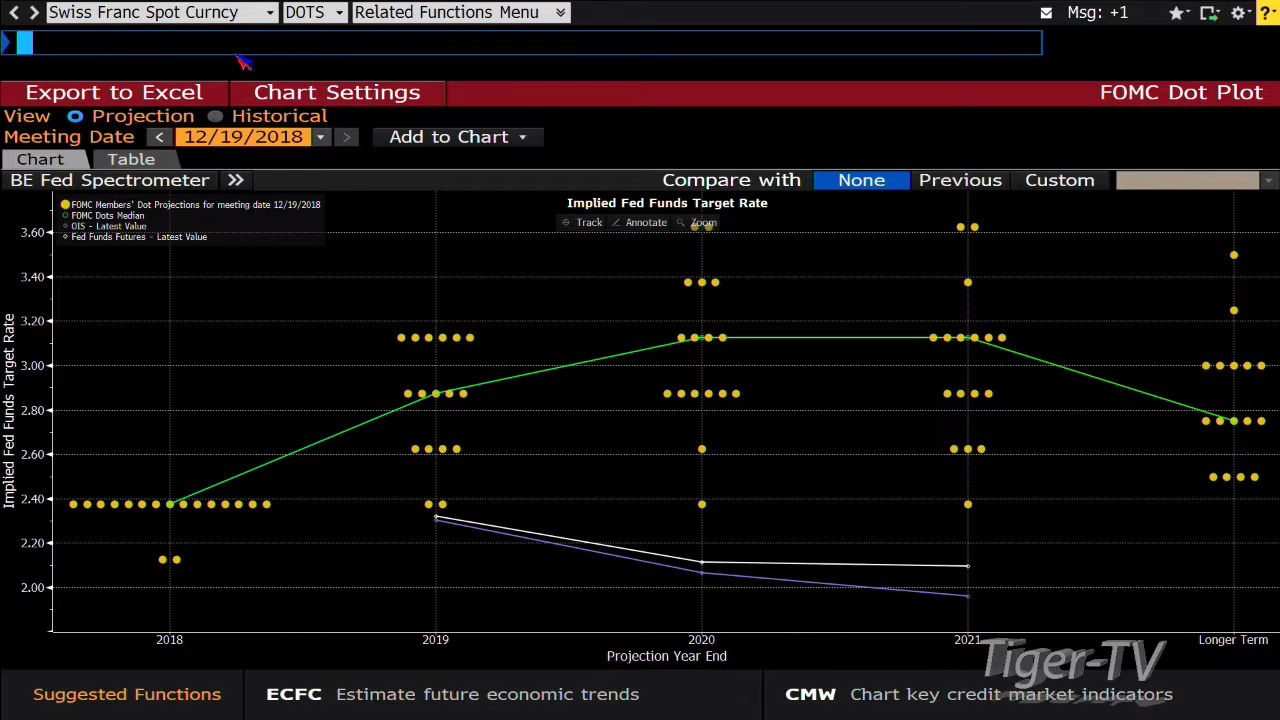 Swiss Franc Spot Curncy DOTS Related Functions Menu Msg: +1 ?
Export to Excel Chart Settings FOMC Dot Plot
View Projection Historical
Meeting Date < 12/19/2018 > Add to Chart
Chart Table
BE Fed Spectrometer >> Compare with None Previous Custom
Implied Fed Funds Target Rate
FOMC Members' Dot Projections for meeting date 12/19/2018
FOMC Dots Median
OIS - Latest Value
Fed Funds Futures - Latest Value
Track Annotate Zoom
3.60
3.40
3.20
3.00
2.80
2.60
2.40
2.20
2.00
Implied Fed Funds Target Rate
2018 2019 2020 2021 Longer Term
Projection Year End
Tiger-TV
Suggested Functions ECFC Estimate future economic trends CMW Chart key credit market indicators